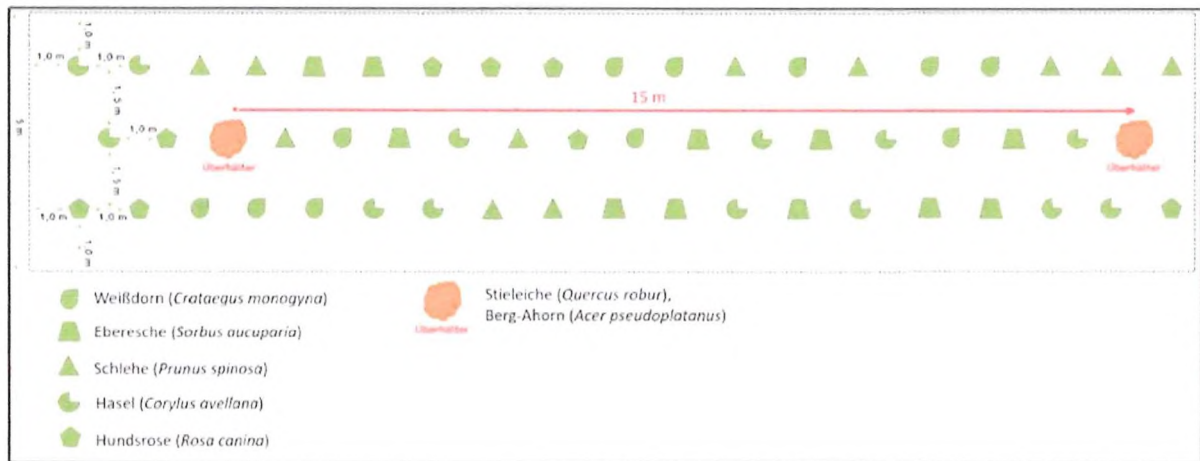 1,0 m
1,0 m 1,0 m
15 m
1,5 m
5 m
1,0 m
Überhälter Überhälter
1,5 m
1,0 m 1,0 m
1,0 m
Weißdorn (Crataegus monogyna)
Eberesche (Sorbus aucuparia)
Schlehe (Prunus spinosa)
Hasel (Corylus avellana)
Hundsrose (Rosa canina)
Stieleiche (Quercus robur),
Berg-Ahorn (Acer pseudoplatanus)
Überhälter